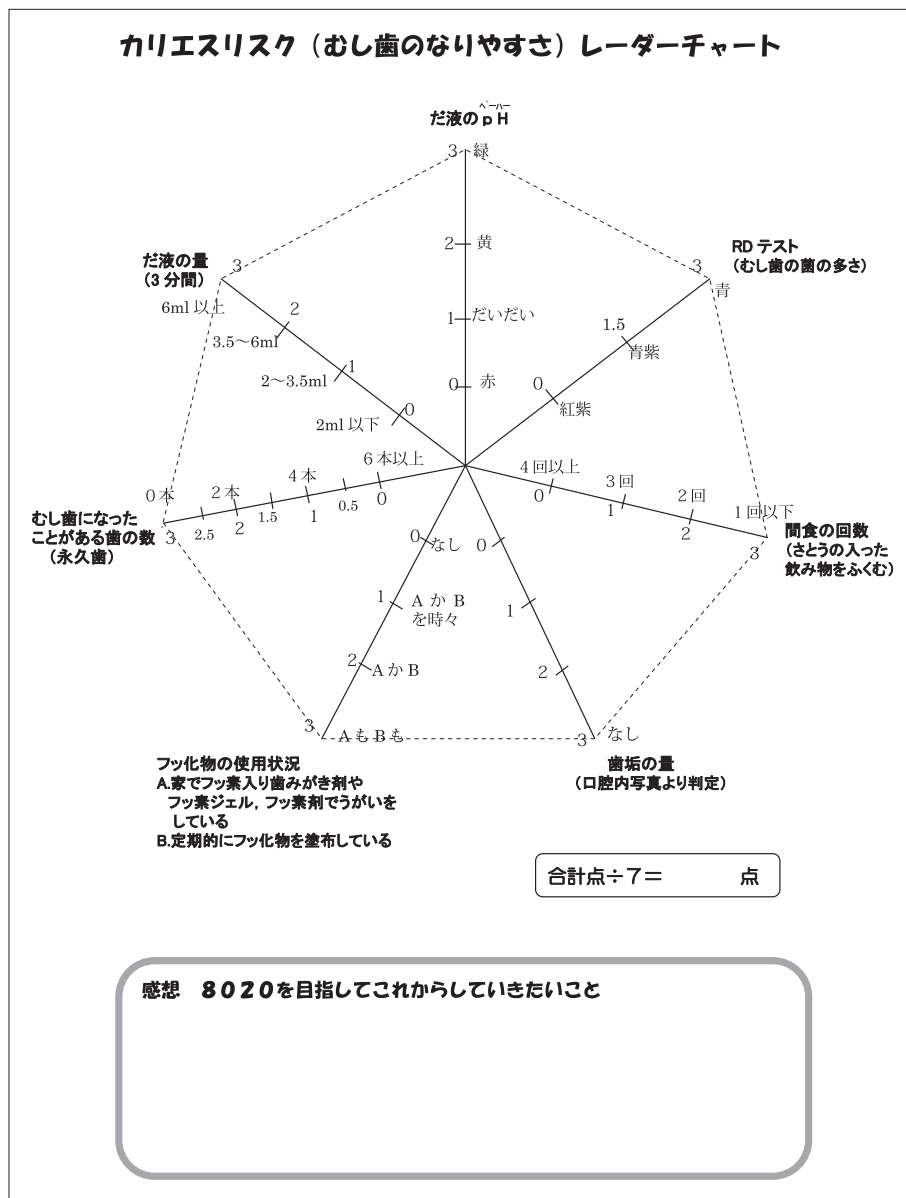 カリエスリスク（むし歯のなりやすさ）レーダーチャート
ペーハー
だ液のpH
3 緑
2 黄
1 だいだい
0 赤
RDテスト
（むし歯の菌の多さ）
3
青
1.5
青紫
0
紅紫
だ液の量
（3分間）
3
6ml以上
2
3.5〜6ml
1
2〜3.5ml
0
2ml以下
4回以上
0
3回
1
2回
2
1回以下
3
間食の回数
（さとうの入った
飲み物をふくむ）
6本以上
0
0.5
4本
1
1.5
2本
2
2.5
0本
3
むし歯になった
ことがある歯の数
（永久歯）
0 なし
1 AかB
を時々
2 AかB
3 AもBも
フッ化物の使用状況
A.家でフッ素入り歯みがき剤や
フッ素ジェル，フッ素剤でうがいを
している
B.定期的にフッ化物を塗布している
0
1
2
3 なし
歯垢の量
（口腔内写真より判定）
合計点÷7＝　　　点
感想　8020を目指してこれからしていきたいこと